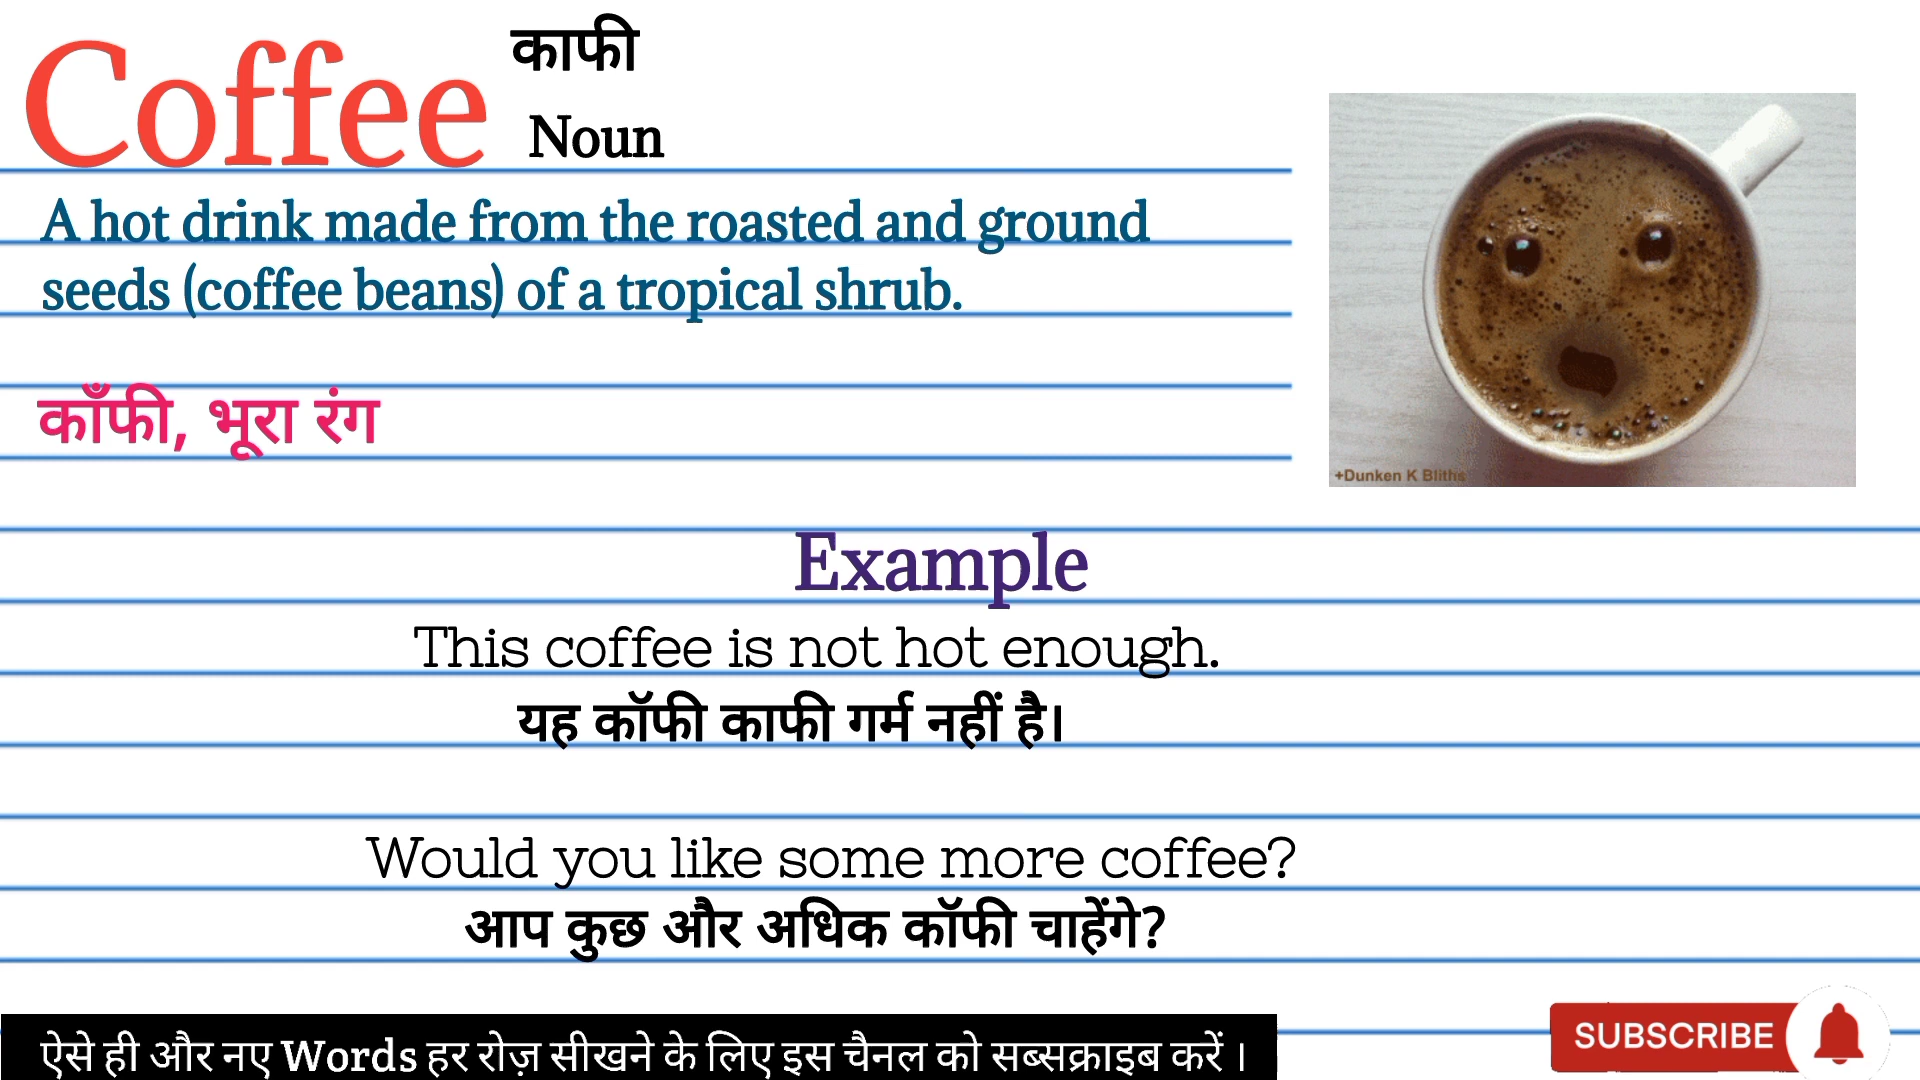 Coffee
काफी
Noun
A hot drink made from the roasted and ground
seeds (coffee beans) of a tropical shrub.
कॉंफी, भूरा रंग
+Dunken K Bliths
Example
This coffee is not hot enough.
यह कॉफी काफी गर्म नहीं है।
Would you like some more coffee?
आप कुछ और अधिक कॉफी चाहेंगे?
ऐसे ही और नए Words हर रोज़ सीखने के लिए इस चैनल को सब्सक्राइब करें ।
SUBSCRIBE